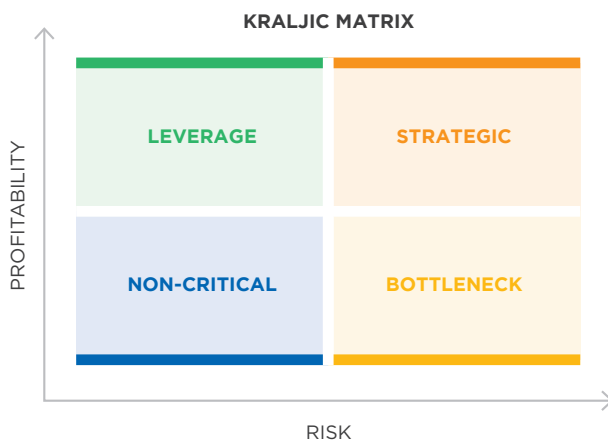 KRALJIC MATRIX
PROFITABILITY
LEVERAGE
STRATEGIC
NON-CRITICAL
BOTTLENECK
RISK